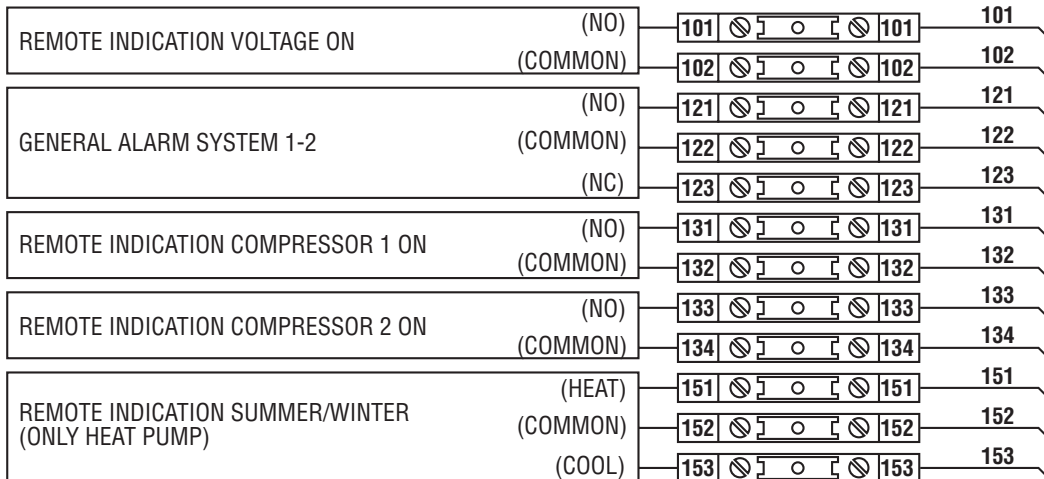 REMOTE INDICATION VOLTAGE ON
(NO) 101 101 101
(COMMON) 102 102 102
GENERAL ALARM SYSTEM 1-2
(NO) 121 121 121
(COMMON) 122 122 122
(NC) 123 123 123
REMOTE INDICATION COMPRESSOR 1 ON
(NO) 131 131 131
(COMMON) 132 132 132
REMOTE INDICATION COMPRESSOR 2 ON
(NO) 133 133 133
(COMMON) 134 134 134
REMOTE INDICATION SUMMER/WINTER
(ONLY HEAT PUMP)
(HEAT) 151 151 151
(COMMON) 152 152 152
(COOL) 153 153 153